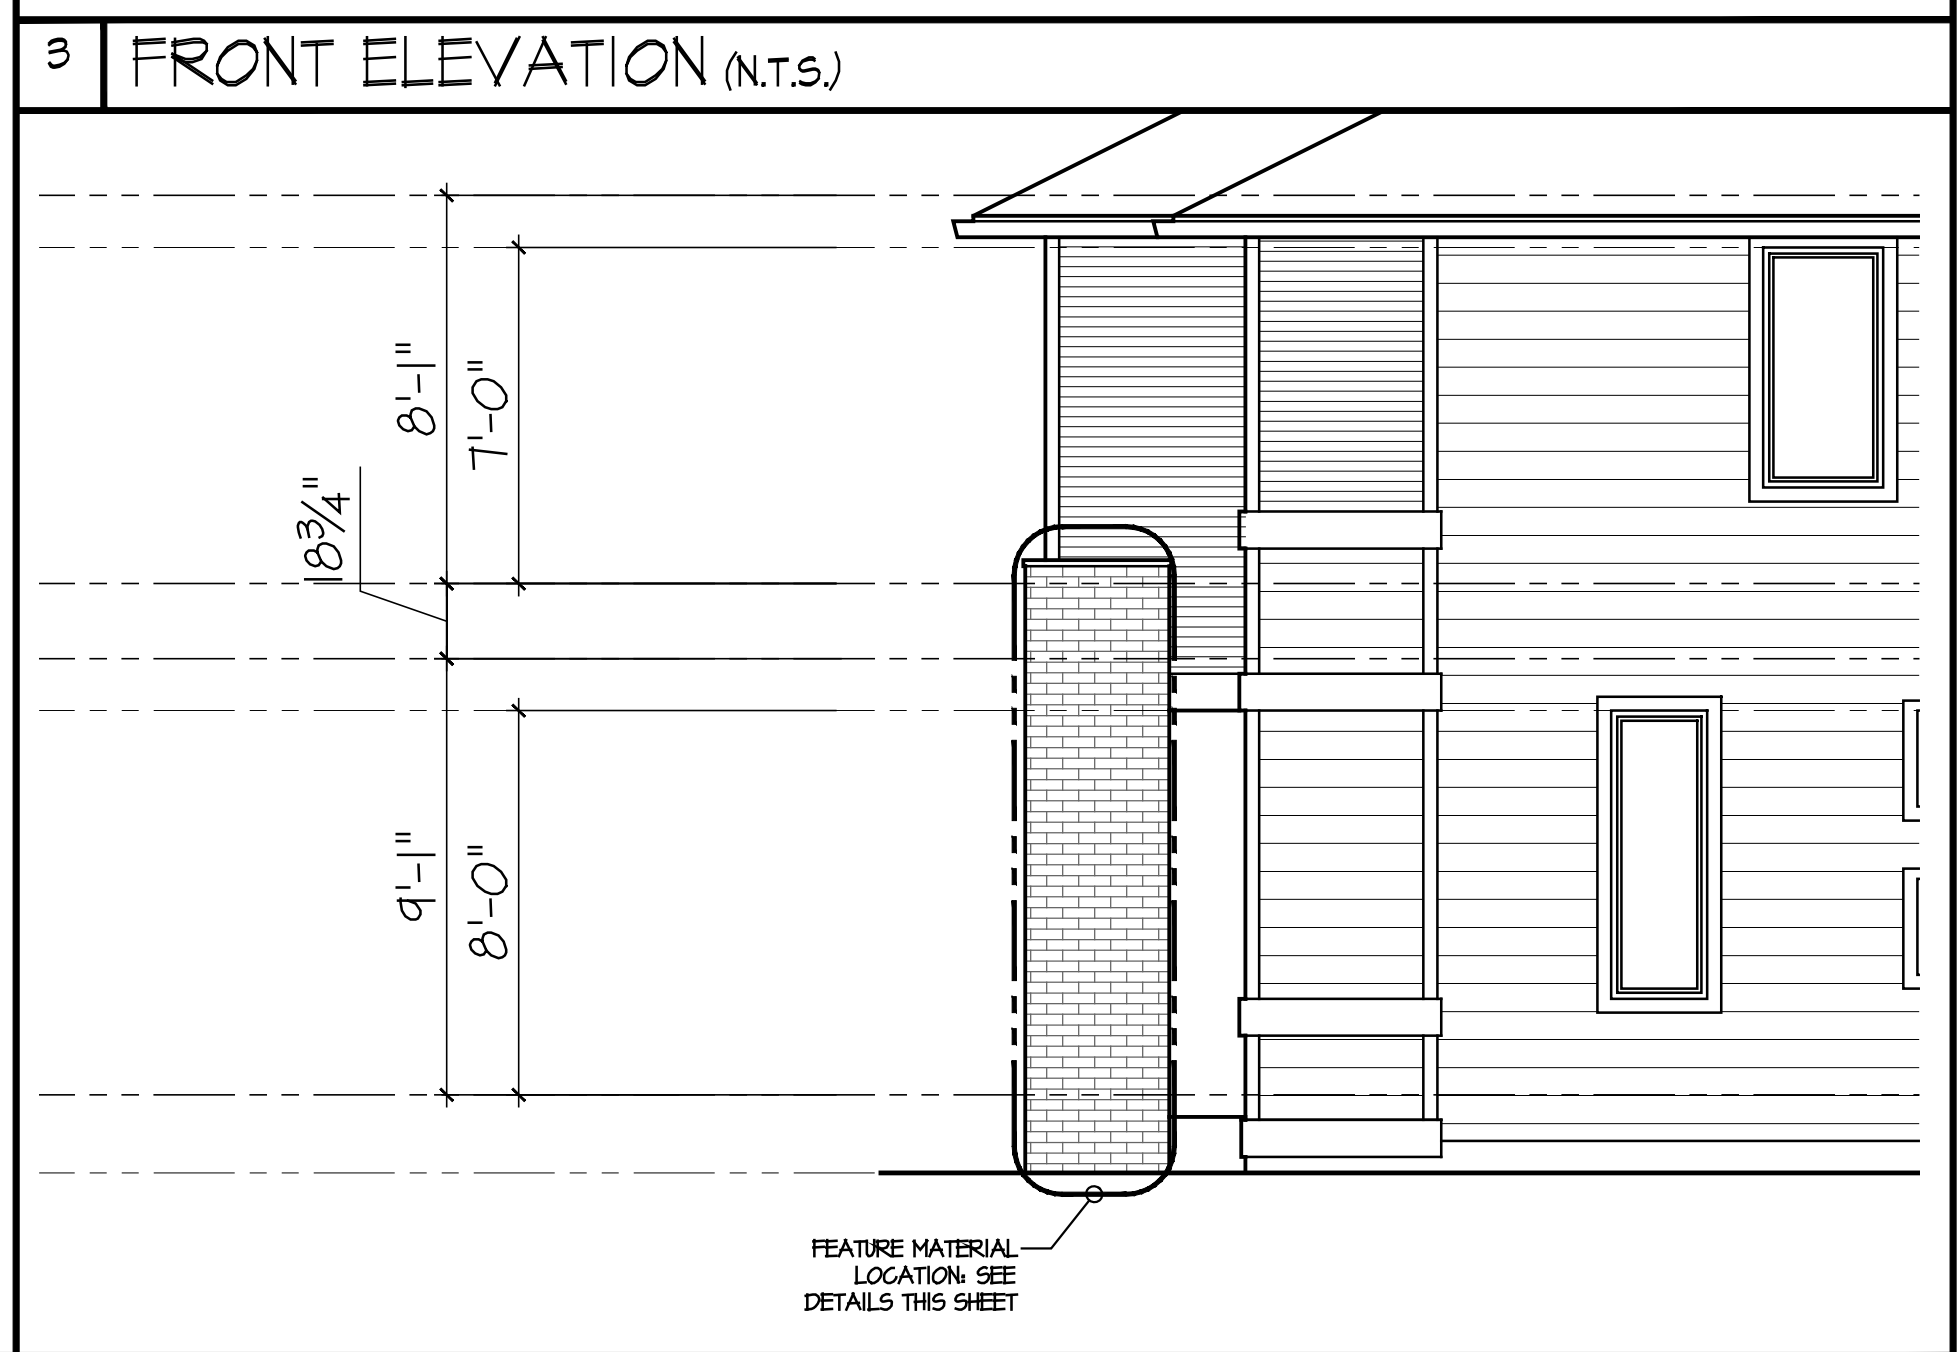 3
FRONT ELEVATION (N.T.S.)
8'-1"
7'-0"
18 3/4"
9'-1"
8'-0"
FEATURE MATERIAL
LOCATION: SEE
DETAILS THIS SHEET